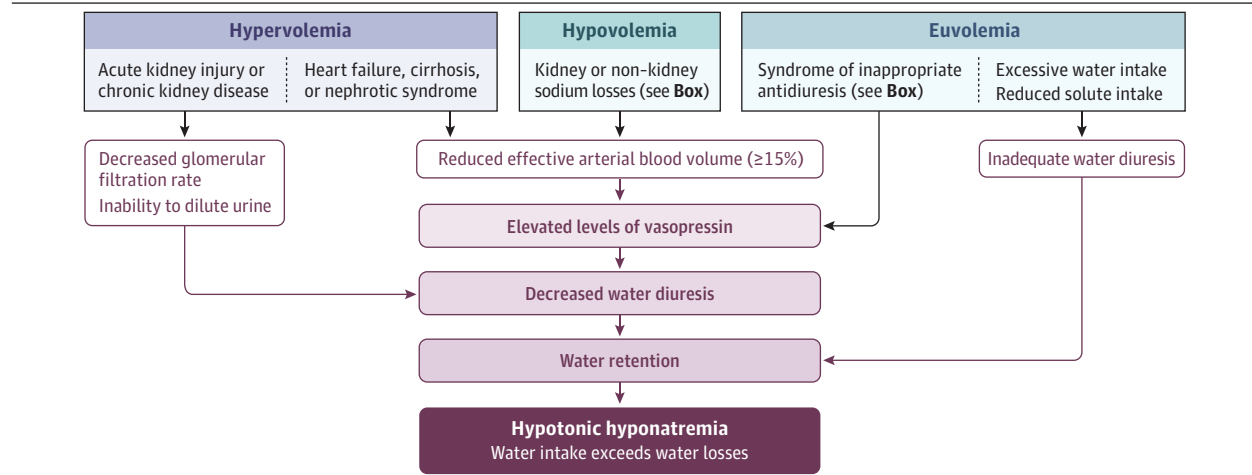 Hypervolemia
Acute kidney injury or
chronic kidney disease
Heart failure, cirrhosis,
or nephrotic syndrome
Hypovolemia
Kidney or non-kidney
sodium losses (see Box)
Euvolemia
Syndrome of inappropriate
antidiuresis (see Box)
Excessive water intake
Reduced solute intake
Decreased glomerular
filtration rate
Inability to dilute urine
Reduced effective arterial blood volume (≥15%)
Inadequate water diuresis
Elevated levels of vasopressin
Decreased water diuresis
Water retention
Hypotonic hyponatremia
Water intake exceeds water losses